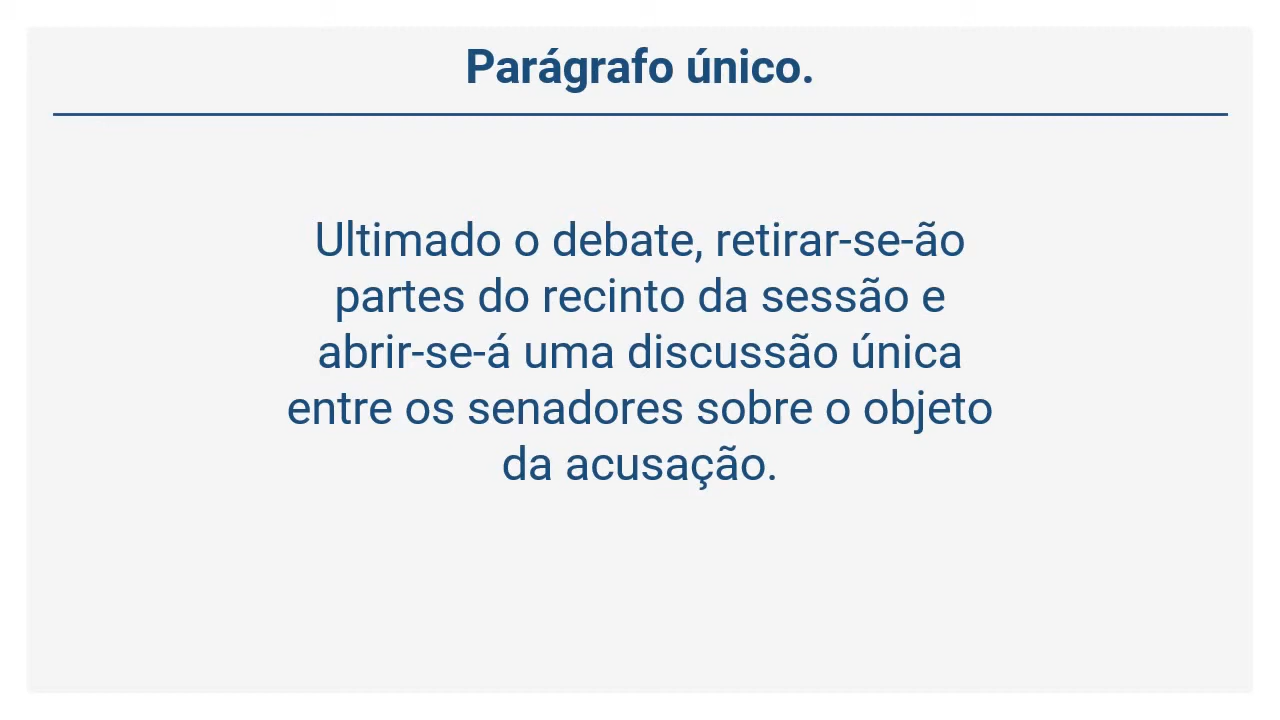 Parágrafo único.
Ultimado o debate, retirar-se-ão
partes do recinto da sessão e
abrir-se-á uma discussão única
entre os senadores sobre o objeto
da acusação.